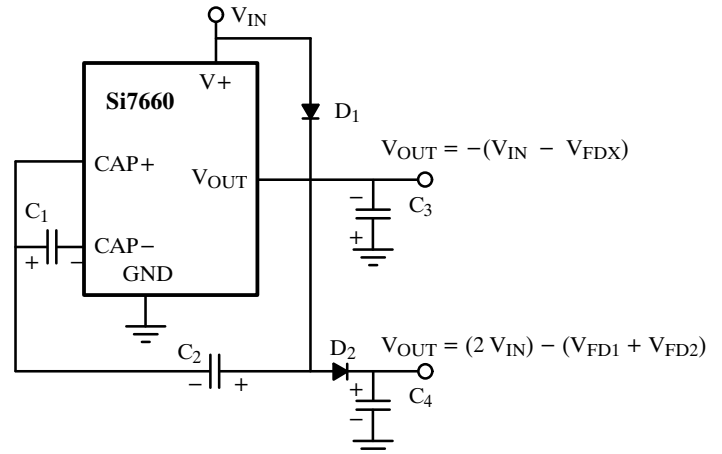 V_IN
V+
Si7660
D_1
CAP+
V_OUT
V_OUT = −(V_IN − V_FDX)
C_1
−
C_3
+
+
−
CAP−
GND
C_2
−
+
D_2
V_OUT = (2 V_IN) − (V_FD1 + V_FD2)
+
C_4
−